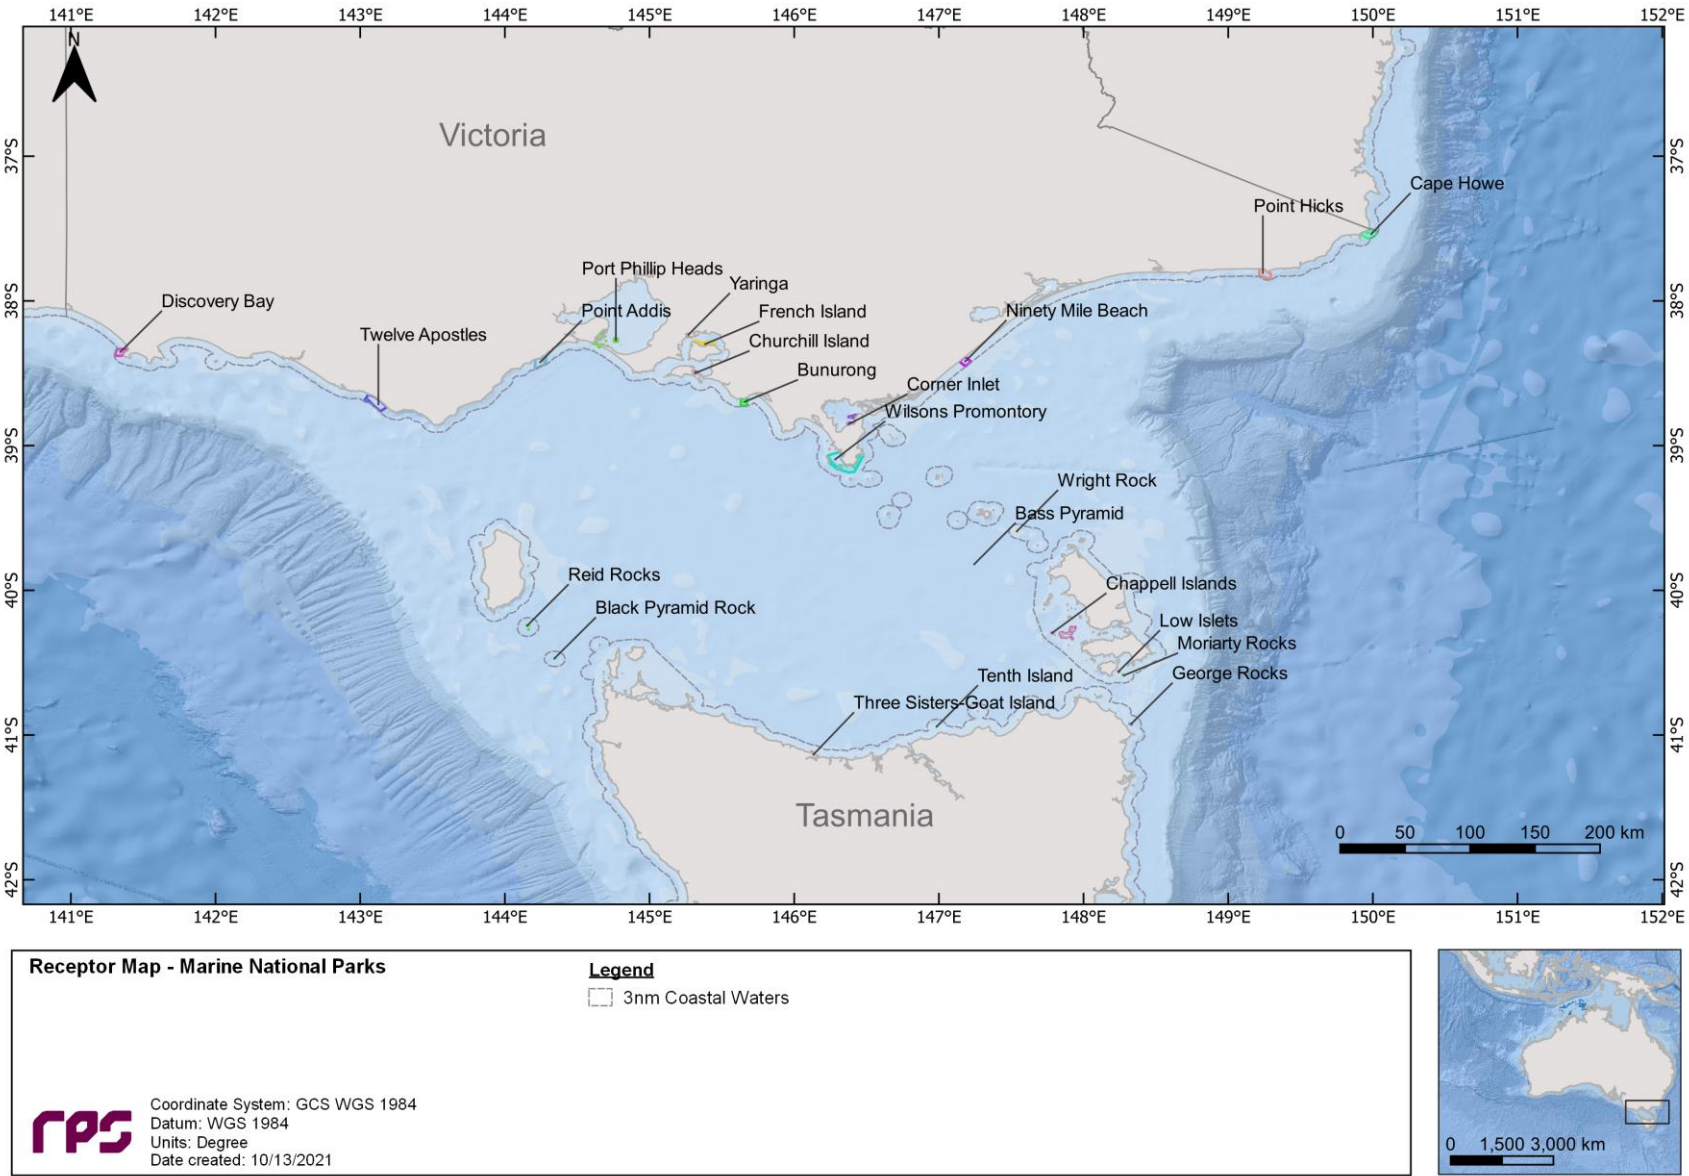 141°E 142°E 143°E 144°E 145°E 146°E 147°E 148°E 149°E 150°E 151°E 152°E
N
Victoria
37°S 37°S
Cape Howe
Point Hicks
Port Phillip Heads
Yaringa
38°S 38°S
Discovery Bay
Point Addis
French Island
Ninety Mile Beach
Twelve Apostles
Churchill Island
Bunurong
Corner Inlet
Wilsons Promontory
39°S 39°S
Wright Rock
Bass Pyramid
Reid Rocks
Chappell Islands
40°S 40°S
Black Pyramid Rock
Low Islets
Moriarty Rocks
George Rocks
Tenth Island
Three Sisters-Goat Island
41°S 41°S
Tasmania
0 50 100 150 200 km
42°S 42°S
141°E 142°E 143°E 144°E 145°E 146°E 147°E 148°E 149°E 150°E 151°E 152°E
Receptor Map - Marine National Parks
Legend
3nm Coastal Waters
rps
Coordinate System: GCS WGS 1984
Datum: WGS 1984
Units: Degree
Date created: 10/13/2021
0 1,500 3,000 km